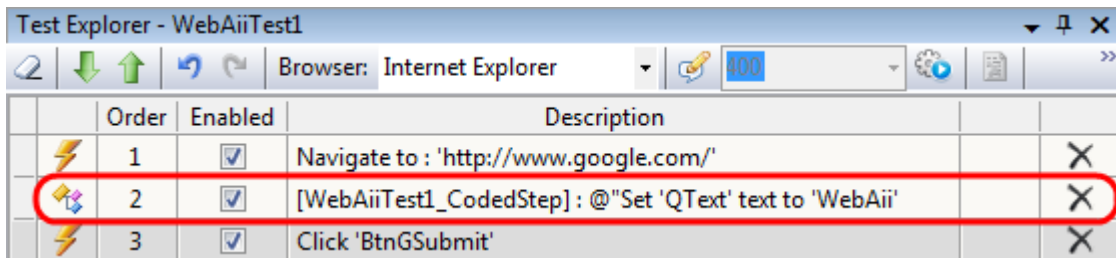 Test Explorer - WebAiiTest1
Browser: Internet Explorer 400
Order Enabled Description
1 Navigate to : 'http://www.google.com/'
2 [WebAiiTest1_CodedStep] : @"Set 'QText' text to 'WebAii'
3 Click 'BtnGSubmit'